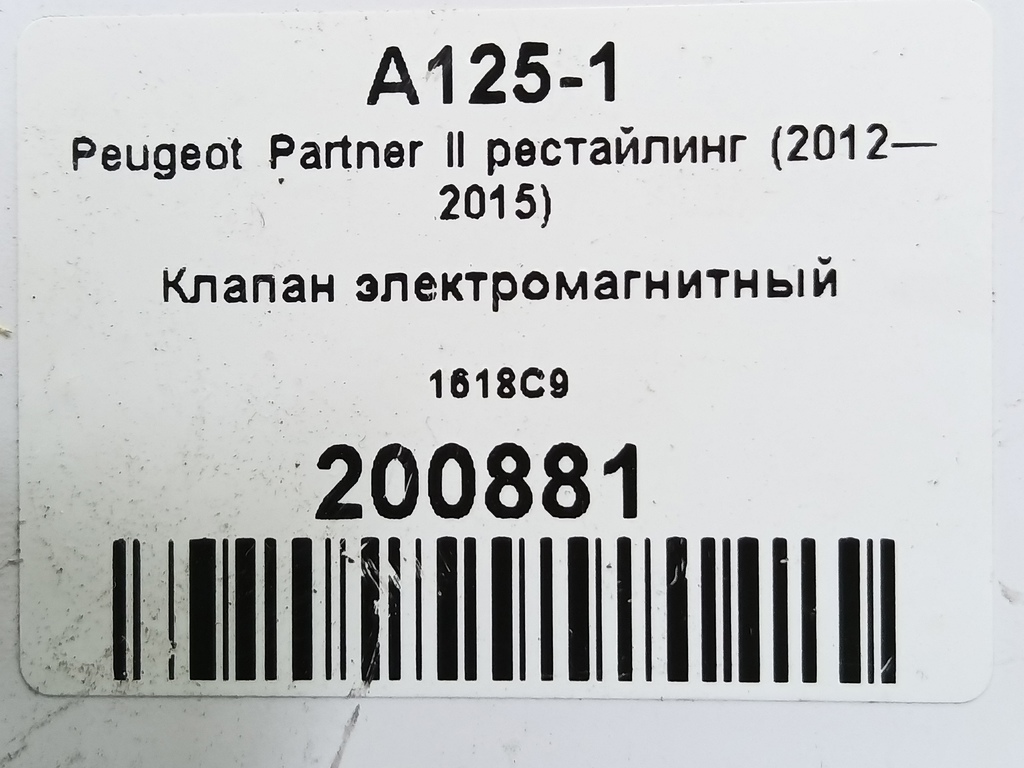 A125-1
Peugeot Partner II рестайлинг (2012—
2015)
Клапан электромагнитный
1618C9
200881